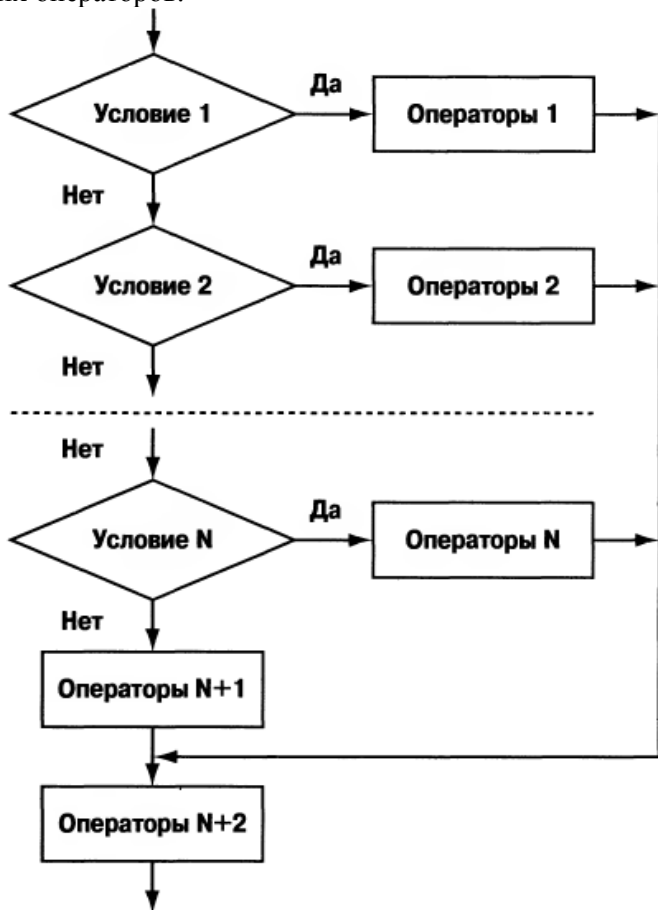 операторов.
Да
Условие 1
Операторы 1
Нет
Да
Условие 2
Операторы 2
Нет
Нет
Да
Условие N
Операторы N
Нет
Операторы N+1
Операторы N+2